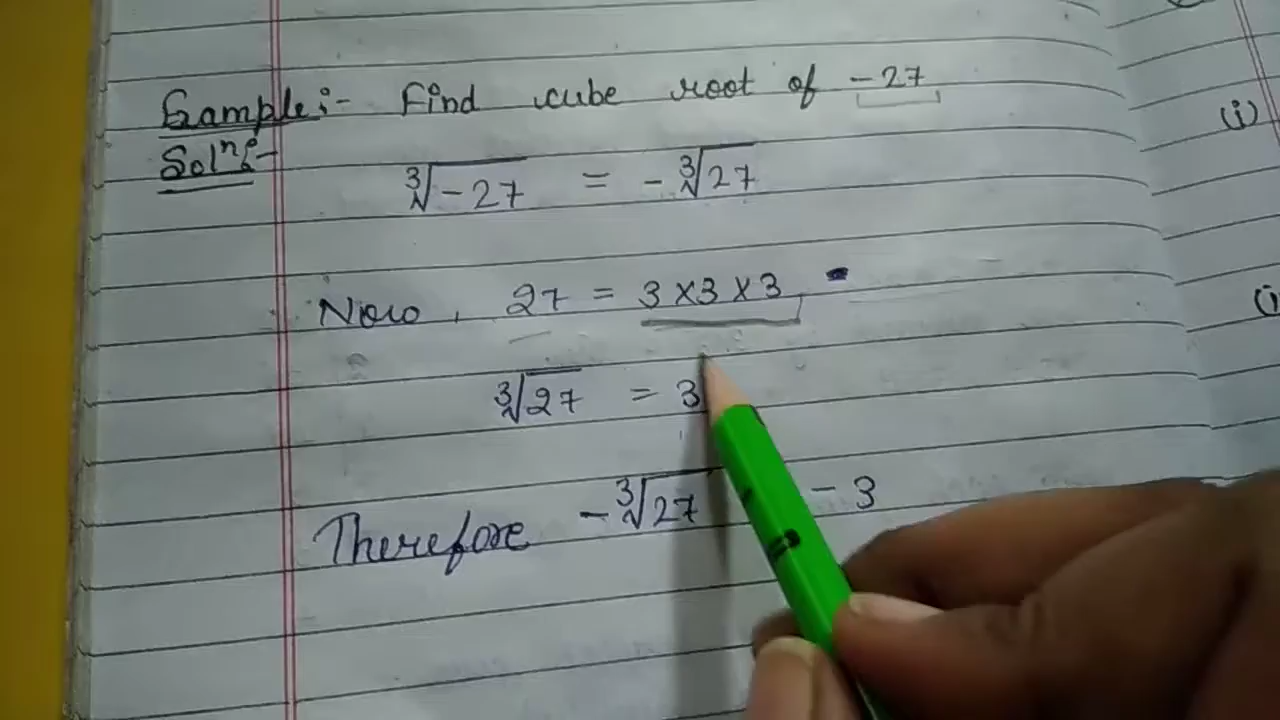 Example:- Find cube root of -27
Solⁿ:-
∛-27 = -∛27
Now, 27 = 3×3×3
∛27 = 3
Therefore -∛27 - 3
(i)
(i